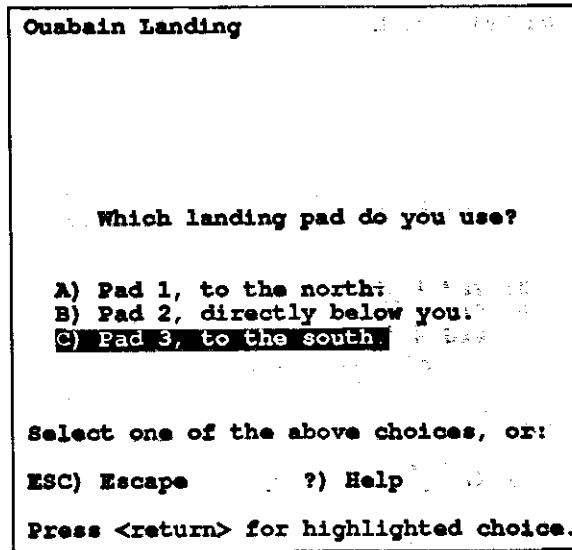 Ouabain Landing
Which landing pad do you use?
A) Pad 1, to the north.
B) Pad 2, directly below you.
C) Pad 3, to the south.
Select one of the above choices, or:
ESC) Escape ?) Help
Press <return> for highlighted choice.